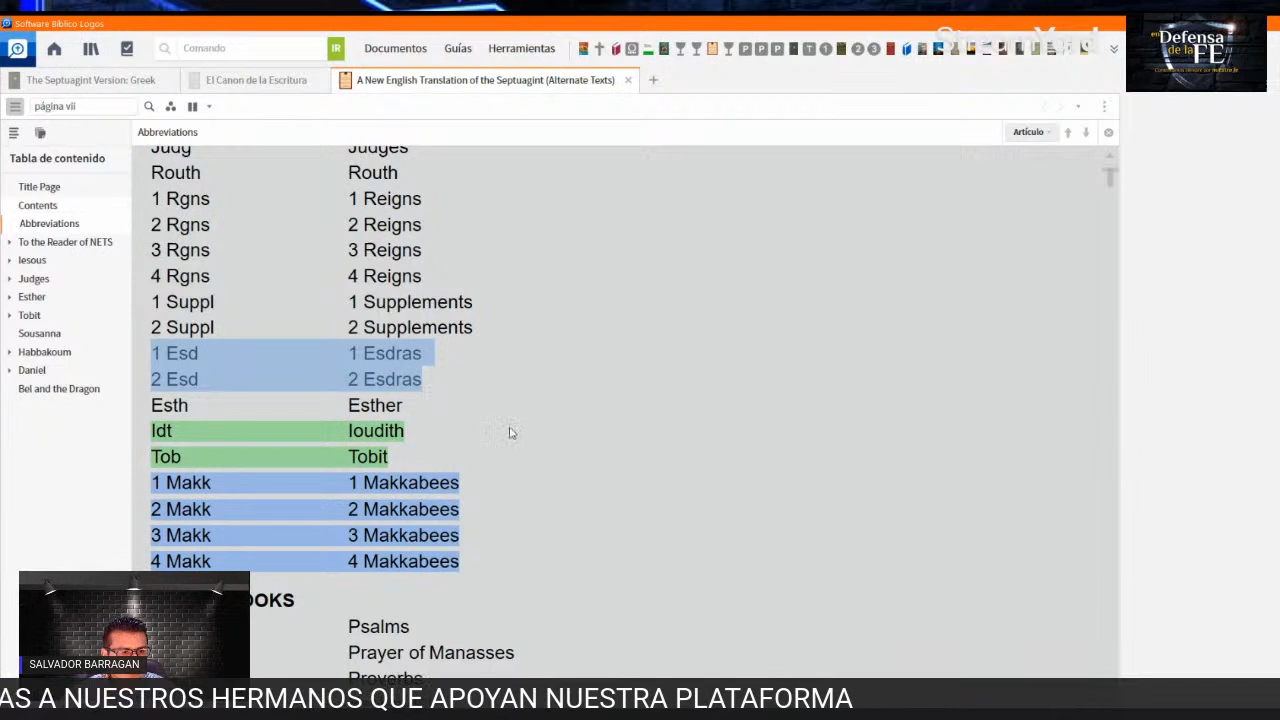 Software Bíblico Logos
Comando
IR
Documentos
Guías
Herramientas
en Defensa
de la FE
The Septuagint Version: Greek
El Canon de la Escritura
A New English Translation of the Septuagint (Alternate Texts)
página vii
Abbreviations
Artículo
Tabla de contenido
Title Page
Contents
Abbreviations
To the Reader of NETS
Iesous
Judges
Esther
Tobit
Sousanna
Habbakoum
Daniel
Bel and the Dragon
Judg Judges
Routh Routh
1 Rgns 1 Reigns
2 Rgns 2 Reigns
3 Rgns 3 Reigns
4 Rgns 4 Reigns
1 Suppl 1 Supplements
2 Suppl 2 Supplements
1 Esd 1 Esdras
2 Esd 2 Esdras
Esth Esther
Idt Ioudith
Tob Tobit
1 Makk 1 Makkabees
2 Makk 2 Makkabees
3 Makk 3 Makkabees
4 Makk 4 Makkabees
OOKS
Psalms
Prayer of Manasses
Proverbs
SALVADOR BARRAGAN
AS A NUESTROS HERMANOS QUE APOYAN NUESTRA PLATAFORMA